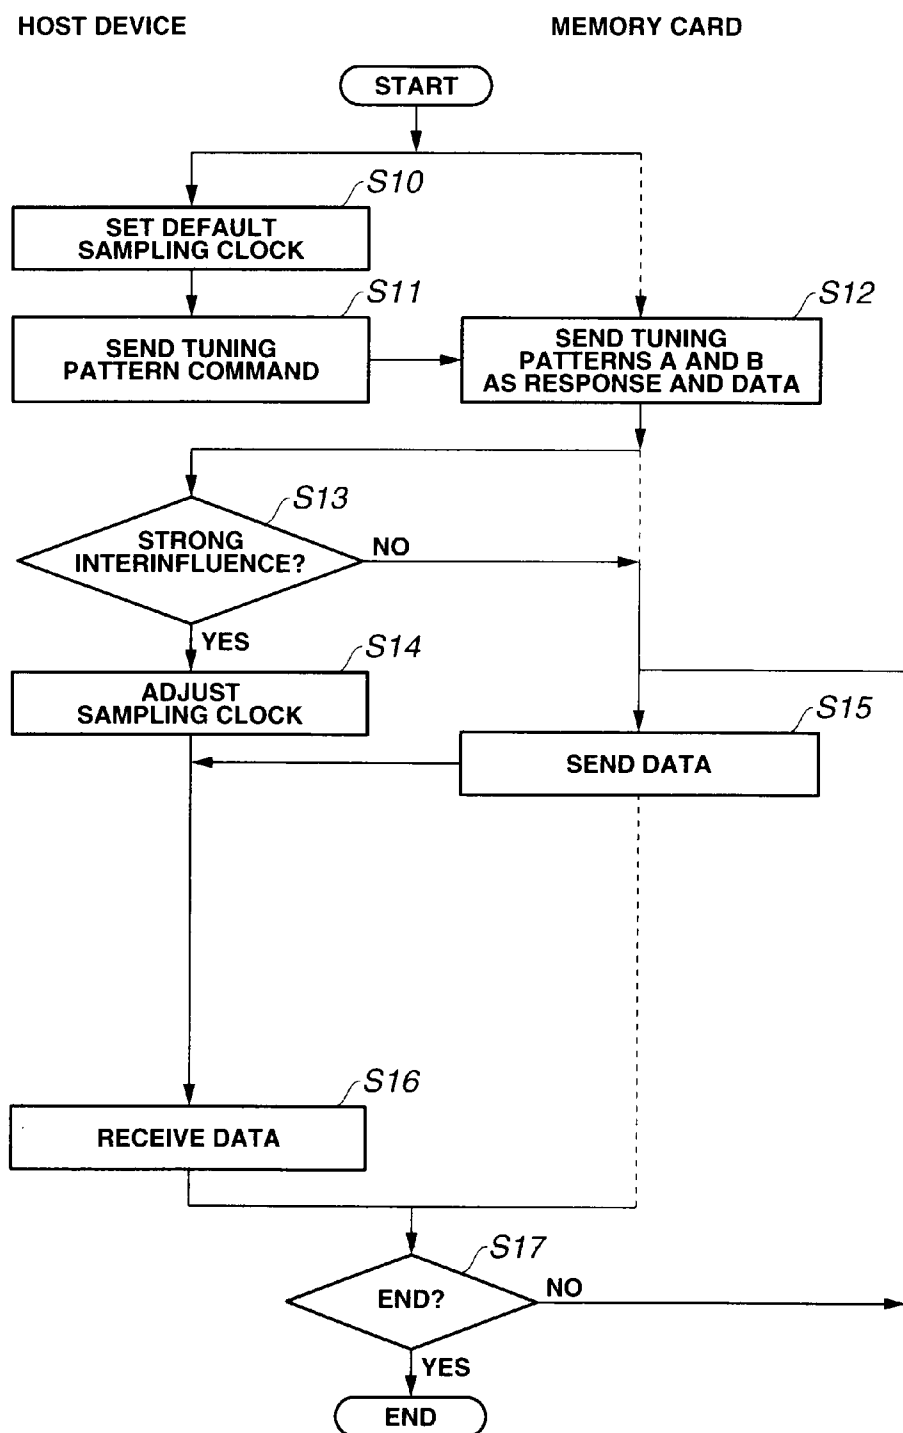 HOST DEVICE
MEMORY CARD
START
S10
SET DEFAULT
SAMPLING CLOCK
S11
SEND TUNING
PATTERN COMMAND
S12
SEND TUNING
PATTERNS A AND B
AS RESPONSE AND DATA
S13
STRONG
INTERINFLUENCE?
NO
YES
S14
ADJUST
SAMPLING CLOCK
S15
SEND DATA
S16
RECEIVE DATA
S17
END?
NO
YES
END